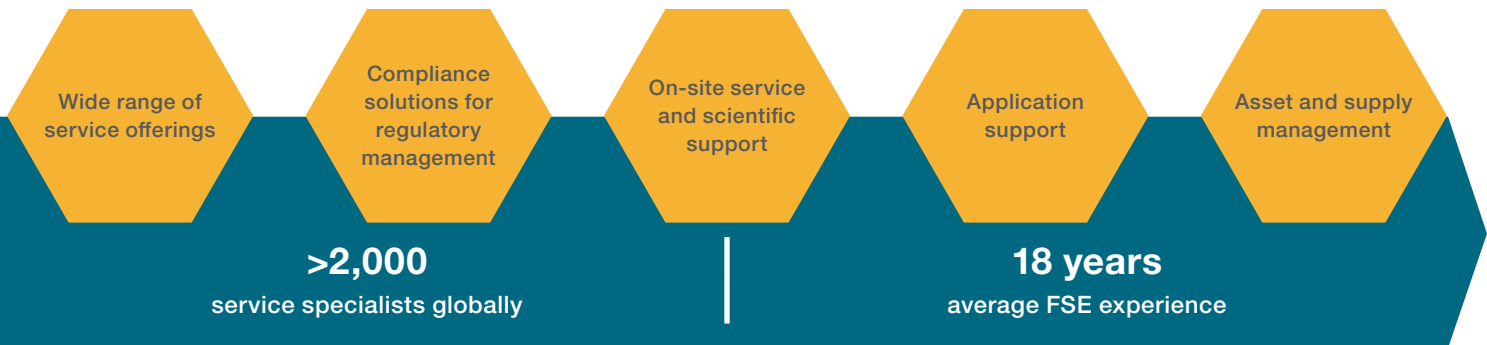 Wide range of
service offerings
Compliance
solutions for
regulatory
management
On-site service
and scientific
support
Application
support
Asset and supply
management
>2,000
service specialists globally
18 years
average FSE experience